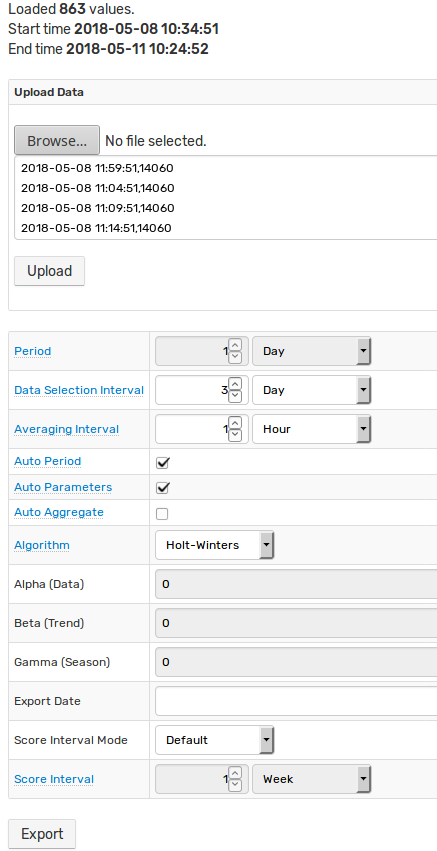 Loaded 863 values.
Start time 2018-05-08 10:34:51
End time 2018-05-11 10:24:52
Upload Data
Browse... No file selected.
2018-05-08 11:59:51,14060
2018-05-08 11:04:51,14060
2018-05-08 11:09:51,14060
2018-05-08 11:14:51,14060
Upload
Period 1 Day
Data Selection Interval 3 Day
Averaging Interval 1 Hour
Auto Period
Auto Parameters
Auto Aggregate
Algorithm Holt-Winters
Alpha (Data) 0
Beta (Trend) 0
Gamma (Season) 0
Export Date
Score Interval Mode Default
Score Interval 1 Week
Export